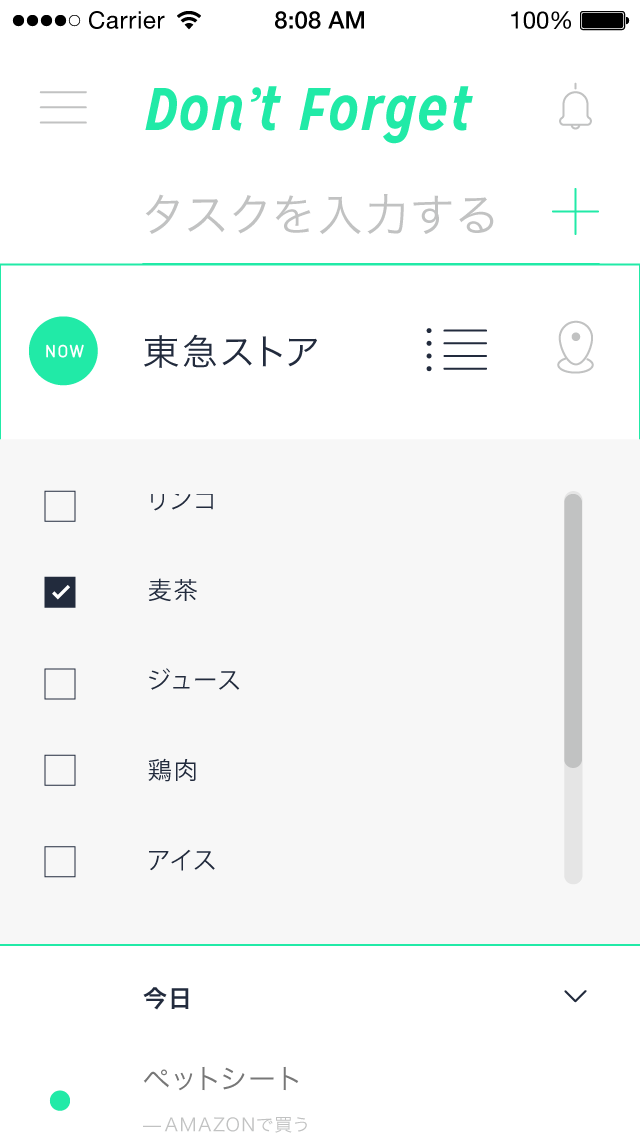 Carrier 8:08 AM 100%
Don't Forget
タスクを入力する
NOW 東急ストア
リンゴ
麦茶
ジュース
鶏肉
アイス
今日
ペットシート
—AMAZONで買う